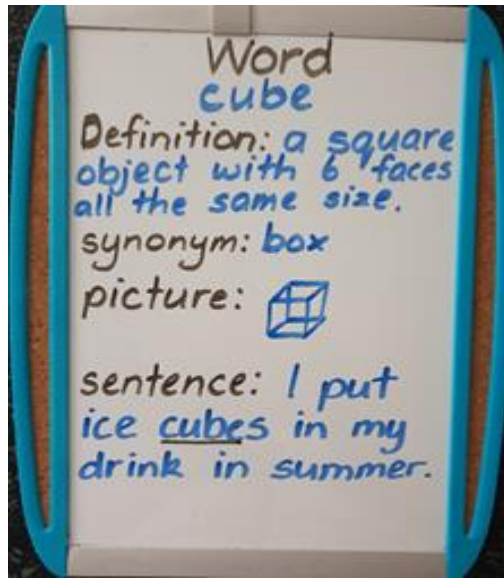 Word
cube
Definition: a square
object with 6 faces
all the same size.
synonym: box
picture:
sentence: I put
ice cubes in my
drink in summer.